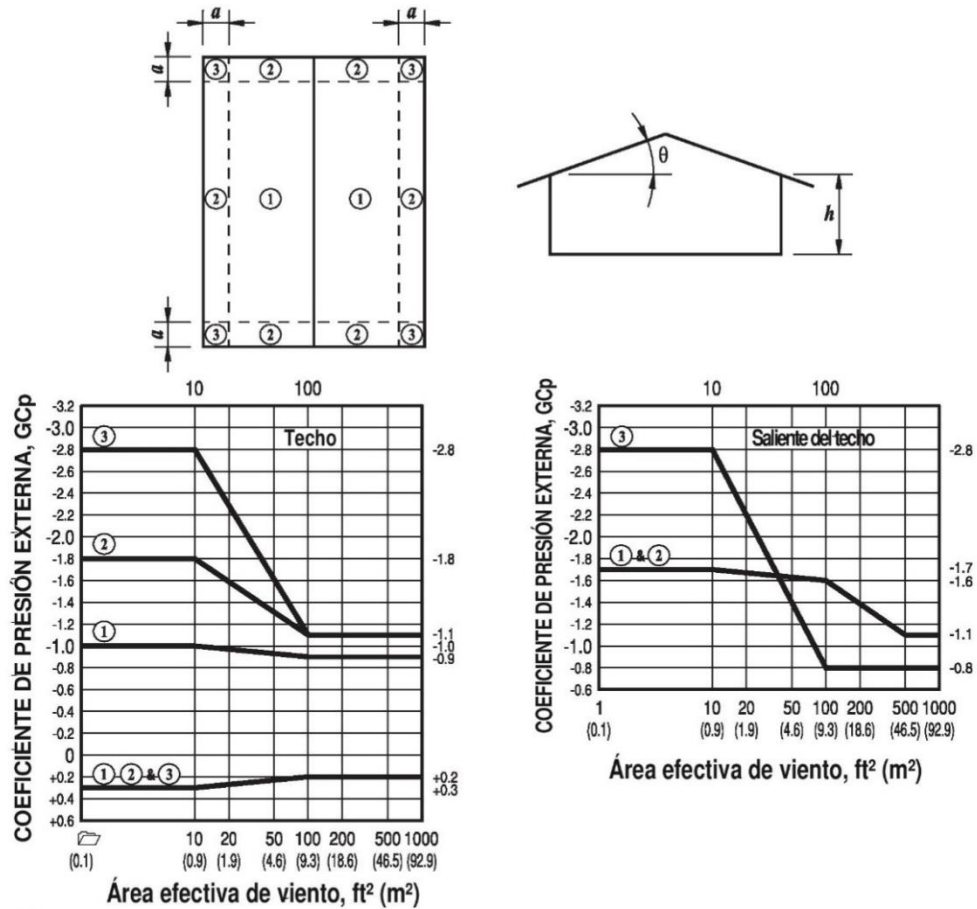 a a
a ③ ② ② ③
② ① ① ②
a ③ ② ② ③
θ
h
10 100
COEFICIENTE DE PRESIÓN EXTERNA, GCp
Techo
-3.2
-3.0 ③
-2.8 -2.8
-2.6
-2.4
-2.2
-2.0
-1.8 ② -1.8
-1.6
-1.4
-1.2 ① -1.1
-1.0 -1.0
-0.8 -0.9
-0.6
-0.4
-0.2
0
+0.2 ① ② & ③ +0.2
+0.4 +0.3
+0.6
10 20 50 100 200 500 1000
(0.1) (0.9) (1.9) (4.6) (9.3) (18.6) (46.5) (92.9)
Área efectiva de viento, ft² (m²)
10 100
COEFICIENTE DE PRESIÓN EXTERNA, GCp
Saliente del techo
-3.2
-3.0 ③
-2.8 -2.8
-2.6
-2.4
-2.2
-2.0
-1.8 ① & ② -1.7
-1.6 -1.6
-1.4
-1.2 -1.1
-1.0
-0.8 -0.8
-0.6
1 10 20 50 100 200 500 1000
(0.1) (0.9) (1.9) (4.6) (9.3) (18.6) (46.5) (92.9)
Área efectiva de viento, ft² (m²)